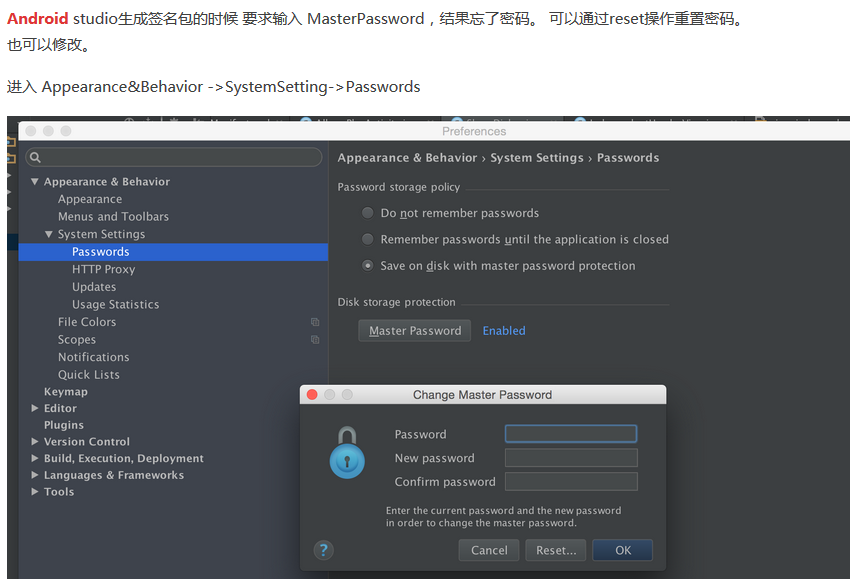 Android studio生成签名包的时候 要求输入 MasterPassword，结果忘了密码。 可以通过reset操作重置密码。
也可以修改。
进入 Appearance&Behavior ->SystemSetting->Passwords
Preferences
Appearance & Behavior
Appearance
Menus and Toolbars
System Settings
Passwords
HTTP Proxy
Updates
Usage Statistics
File Colors
Scopes
Notifications
Quick Lists
Keymap
Editor
Plugins
Version Control
Build, Execution, Deployment
Languages & Frameworks
Tools
Appearance & Behavior › System Settings › Passwords
Password storage policy
Do not remember passwords
Remember passwords until the application is closed
Save on disk with master password protection
Disk storage protection
Master Password Enabled
Change Master Password
Password
New password
Confirm password
Enter the current password and the new password
in order to change the master password.
? Cancel Reset... OK